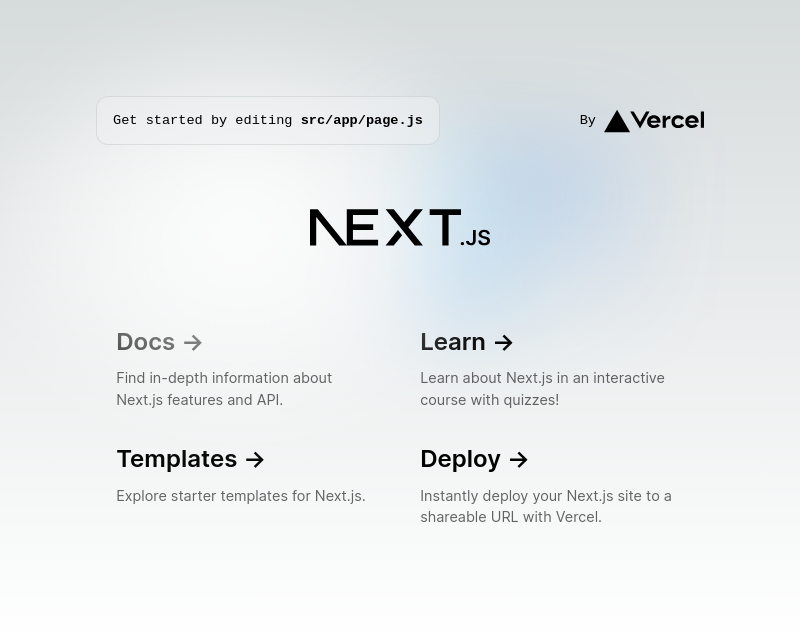 Get started by editing src/app/page.js
By Vercel
NEXT.JS
Docs →
Find in-depth information about
Next.js features and API.
Learn →
Learn about Next.js in an interactive
course with quizzes!
Templates →
Explore starter templates for Next.js.
Deploy →
Instantly deploy your Next.js site to a
shareable URL with Vercel.